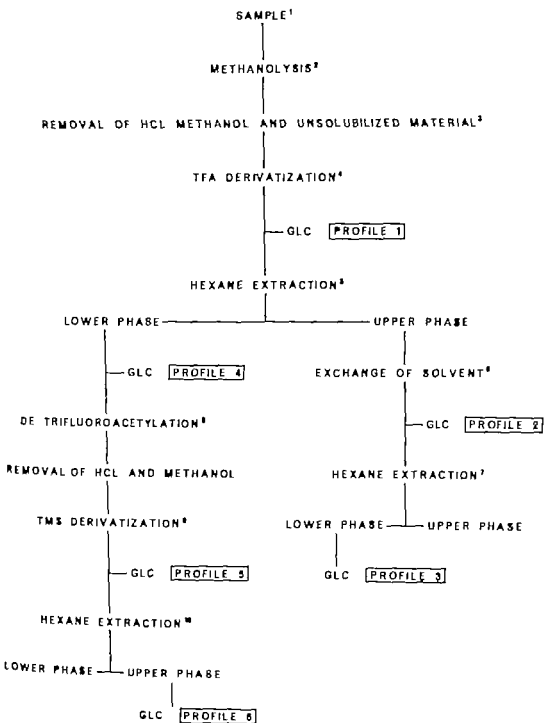 SAMPLE¹
METHANOLYSIS²
REMOVAL OF HCL METHANOL AND UNSOLUBILIZED MATERIAL³
TFA DERIVATIZATION⁴
GLC PROFILE 1
HEXANE EXTRACTION⁵
LOWER PHASE UPPER PHASE
GLC PROFILE 4 EXCHANGE OF SOLVENT⁶
DE TRIFLUOROACETYLATION⁸ GLC PROFILE 2
REMOVAL OF HCL AND METHANOL HEXANE EXTRACTION⁷
TMS DERIVATIZATION⁹ LOWER PHASE UPPER PHASE
GLC PROFILE 5 GLC PROFILE 3
HEXANE EXTRACTION¹⁰
LOWER PHASE UPPER PHASE
GLC PROFILE 6